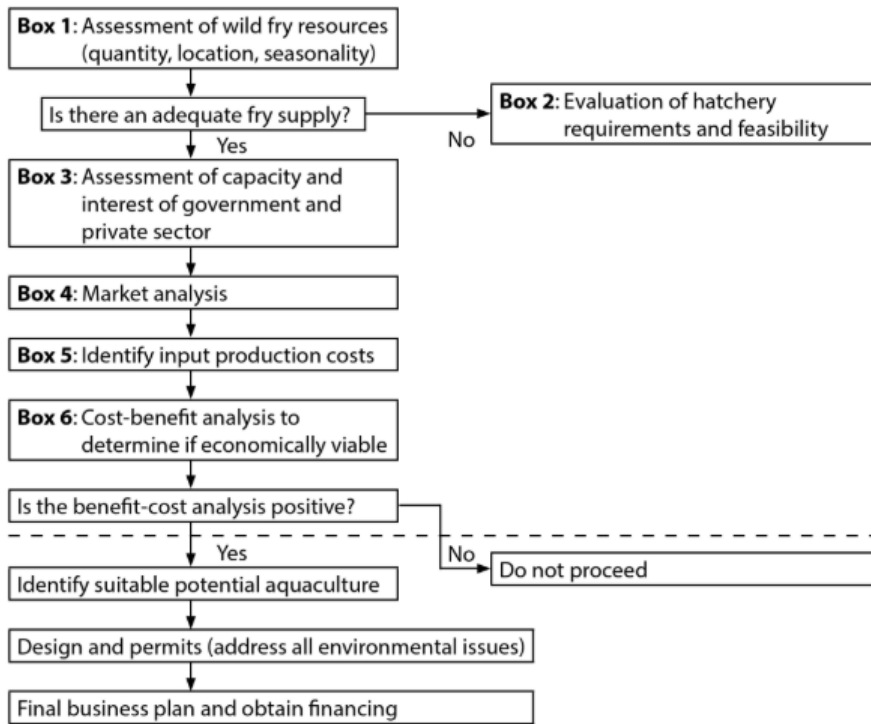 Box 1: Assessment of wild fry resources
(quantity, location, seasonality)
Is there an adequate fry supply?
No
Box 2: Evaluation of hatchery
requirements and feasibility
Yes
Box 3: Assessment of capacity and
interest of government and
private sector
Box 4: Market analysis
Box 5: Identify input production costs
Box 6: Cost-benefit analysis to
determine if economically viable
Is the benefit-cost analysis positive?
No
Do not proceed
Yes
Identify suitable potential aquaculture
Design and permits (address all environmental issues)
Final business plan and obtain financing